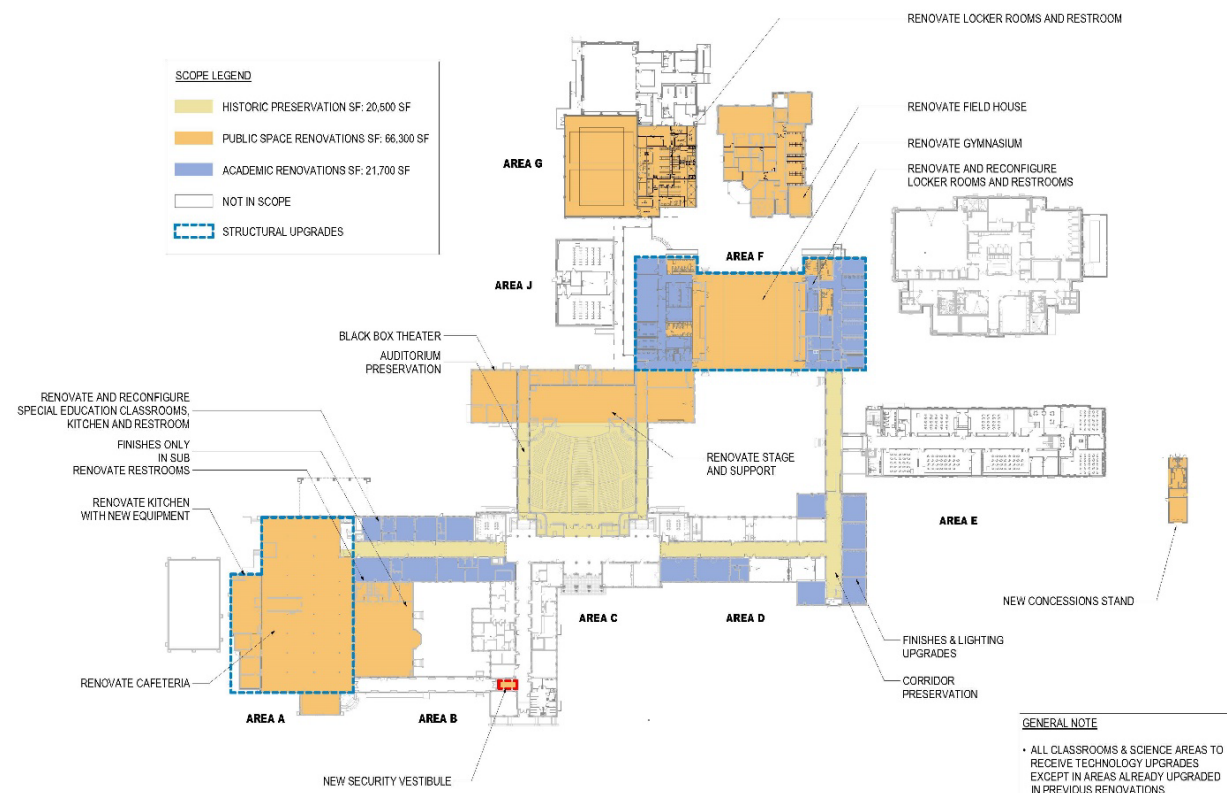 RENOVATE LOCKER ROOMS AND RESTROOM
SCOPE LEGEND
HISTORIC PRESERVATION SF: 20,500 SF
PUBLIC SPACE RENOVATIONS SF: 66,300 SF
ACADEMIC RENOVATIONS SF: 21,700 SF
NOT IN SCOPE
STRUCTURAL UPGRADES
AREA G
RENOVATE FIELD HOUSE
RENOVATE GYMNASIUM
RENOVATE AND RECONFIGURE
LOCKER ROOMS AND RESTROOMS
AREA F
AREA J
BLACK BOX THEATER
AUDITORIUM
PRESERVATION
RENOVATE AND RECONFIGURE
SPECIAL EDUCATION CLASSROOMS,
KITCHEN AND RESTROOM
FINISHES ONLY
IN SUB
RENOVATE RESTROOMS
RENOVATE KITCHEN
WITH NEW EQUIPMENT
RENOVATE STAGE
AND SUPPORT
AREA E
NEW CONCESSIONS STAND
AREA C
AREA D
FINISHES & LIGHTING
UPGRADES
CORRIDOR
PRESERVATION
RENOVATE CAFETERIA
AREA A
AREA B
NEW SECURITY VESTIBULE
GENERAL NOTE
• ALL CLASSROOMS & SCIENCE AREAS TO
RECEIVE TECHNOLOGY UPGRADES
EXCEPT IN AREAS ALREADY UPGRADED
IN PREVIOUS RENOVATIONS